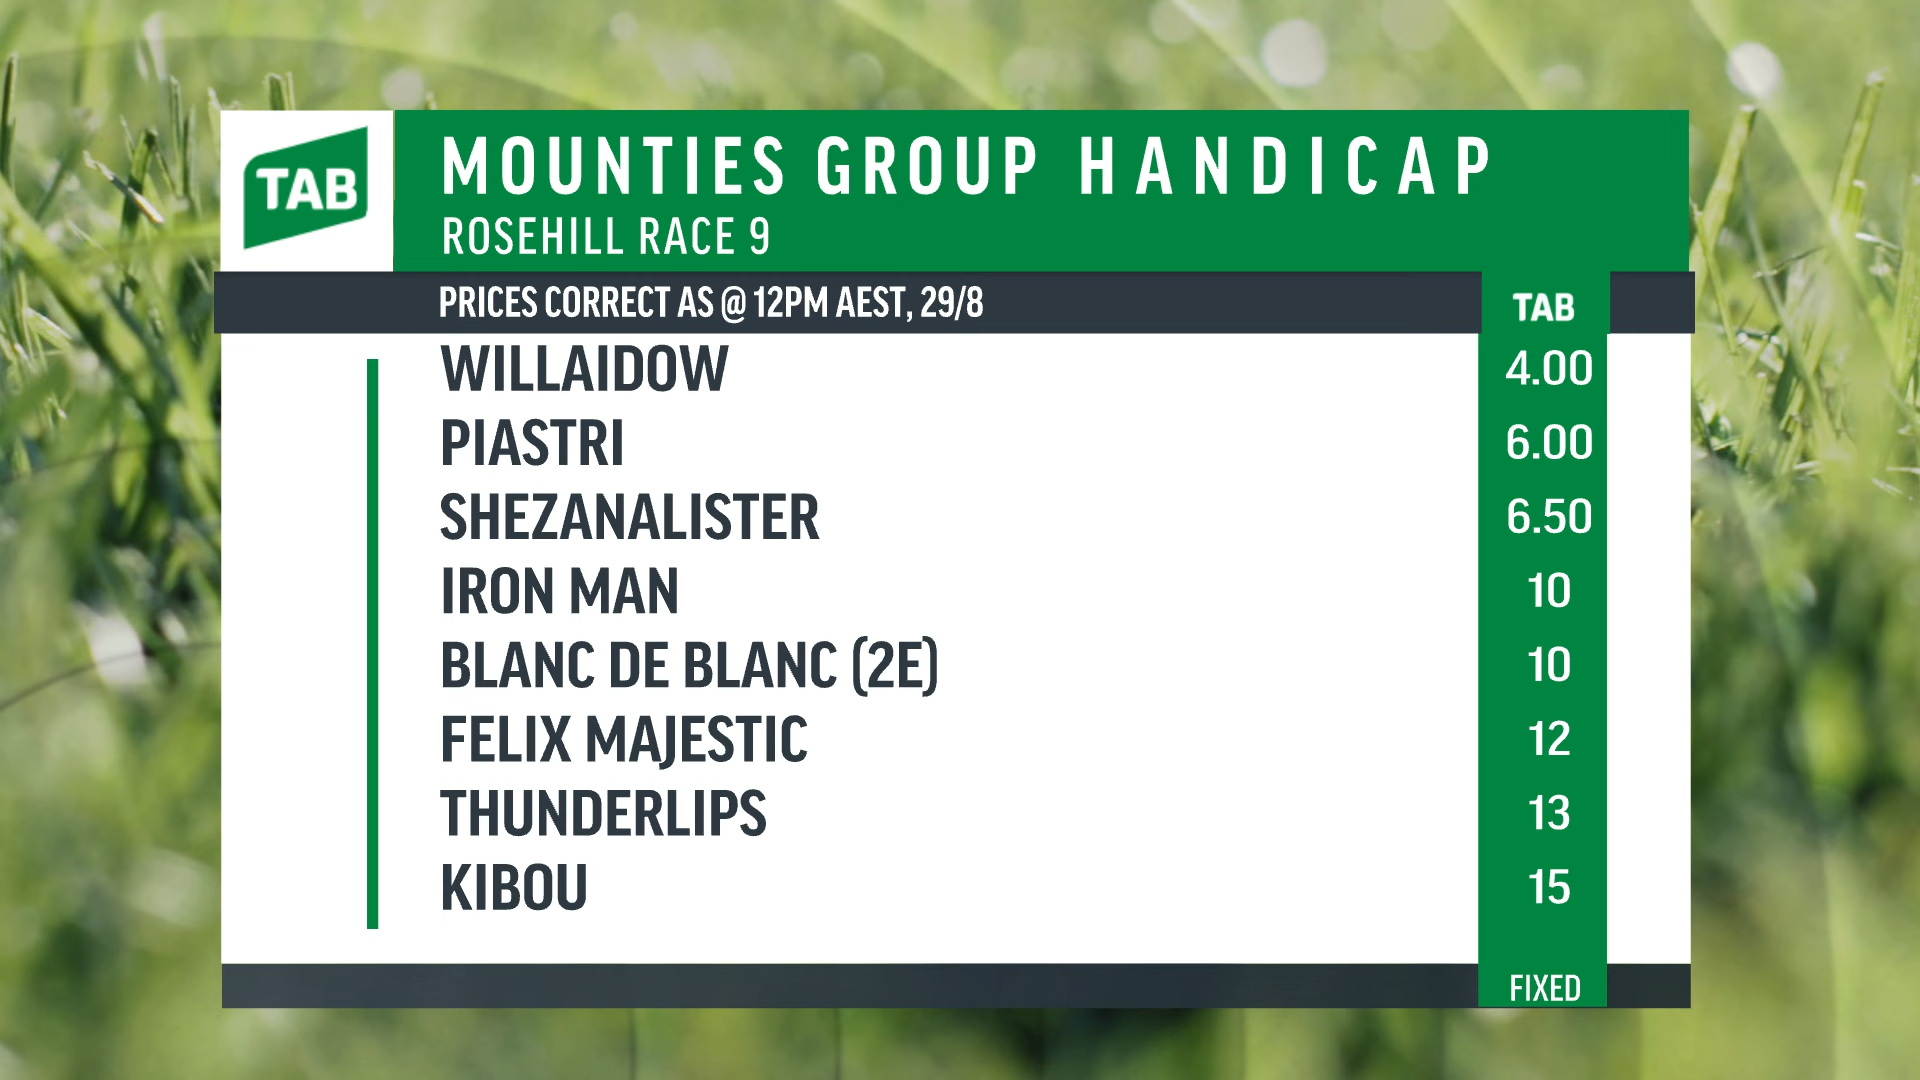 TAB
MOUNTIES GROUP HANDICAP
ROSEHILL RACE 9
PRICES CORRECT AS @ 12PM AEST, 29/8 TAB
WILLAIDOW 4.00
PIASTRI 6.00
SHEZANALISTER 6.50
IRON MAN 10
BLANC DE BLANC (2E) 10
FELIX MAJESTIC 12
THUNDERLIPS 13
KIBOU 15
FIXED